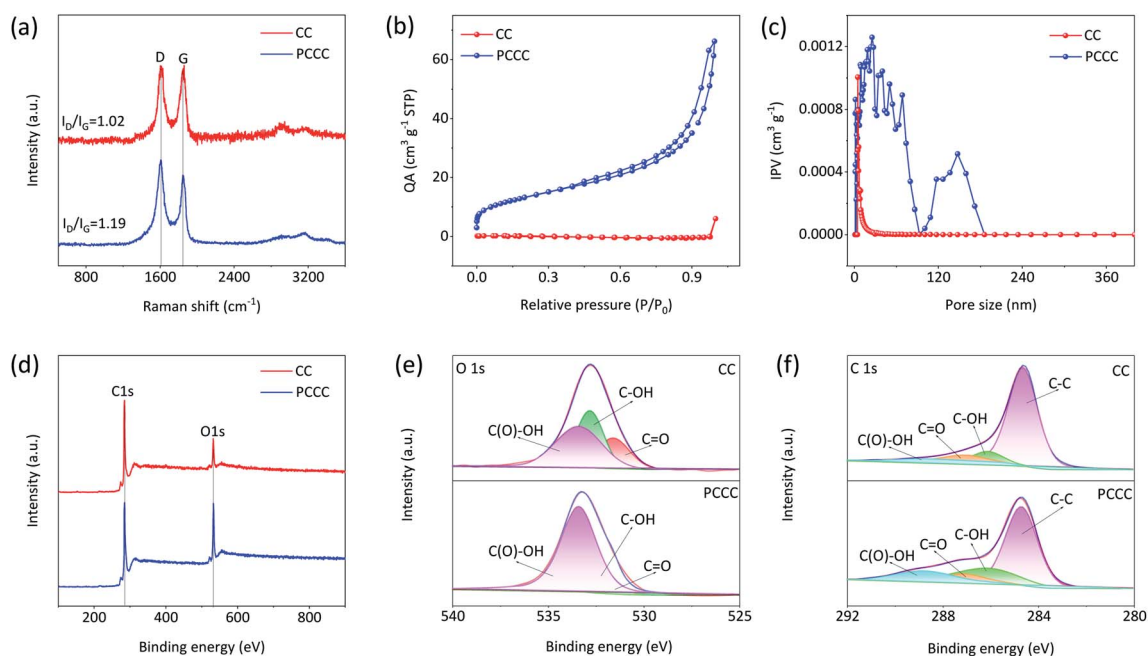 (a)
CC
PCCC
D
G
I_D/I_G=1.02
I_D/I_G=1.19
Intensity (a.u.)
800
1600
2400
3200
Raman shift (cm⁻¹)
(b)
CC
PCCC
60
40
20
0
QA (cm³ g⁻¹ STP)
0.0
0.3
0.6
0.9
Relative pressure (P/P₀)
(c)
CC
PCCC
0.0012
0.0008
0.0004
0.0000
IPV (cm³ g⁻¹)
0
120
240
360
Pore size (nm)
(d)
CC
PCCC
C1s
O1s
Intensity (a.u.)
200
400
600
800
Binding energy (eV)
(e)
O 1s
CC
C-OH
C(O)-OH
C=O
PCCC
C-OH
C(O)-OH
C=O
Intensity (a.u.)
540
535
530
525
Binding energy (eV)
(f)
C 1s
CC
C-C
C-OH
C=O
C(O)-OH
PCCC
C-C
C-OH
C=O
C(O)-OH
Intensity (a.u.)
292
288
284
280
Binding energy (eV)